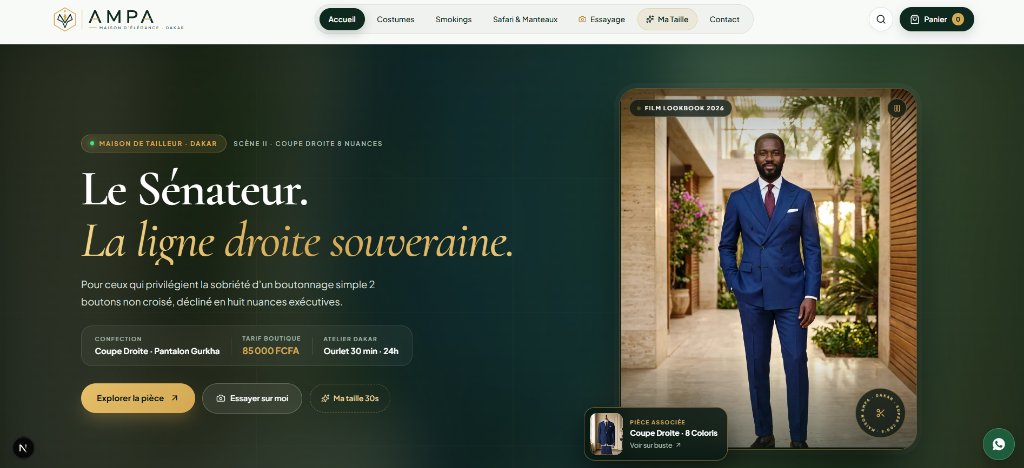 AMPA
MAISON D'ÉLÉGANCE · DAKAR
Accueil
Costumes
Smokings
Safari & Manteaux
Essayage
Ma Taille
Contact
Panier 0
FILM LOOKBOOK 2026
MAISON DE TAILLEUR · DAKAR
SCÈNE II · COUPE DROITE 8 NUANCES
Le Sénateur.
La ligne droite souveraine.
Pour ceux qui privilégient la sobriété d'un boutonnage simple 2
boutons non croisé, décliné en huit nuances exécutives.
CONFECTION
Coupe Droite · Pantalon Gurkha
TARIF BOUTIQUE
85 000 FCFA
ATELIER DAKAR
Ourlet 30 min · 24h
Explorer la pièce
Essayer sur moi
Ma taille 30s
PIÈCE ASSOCIÉE
Coupe Droite · 8 Coloris
Voir sur buste
N